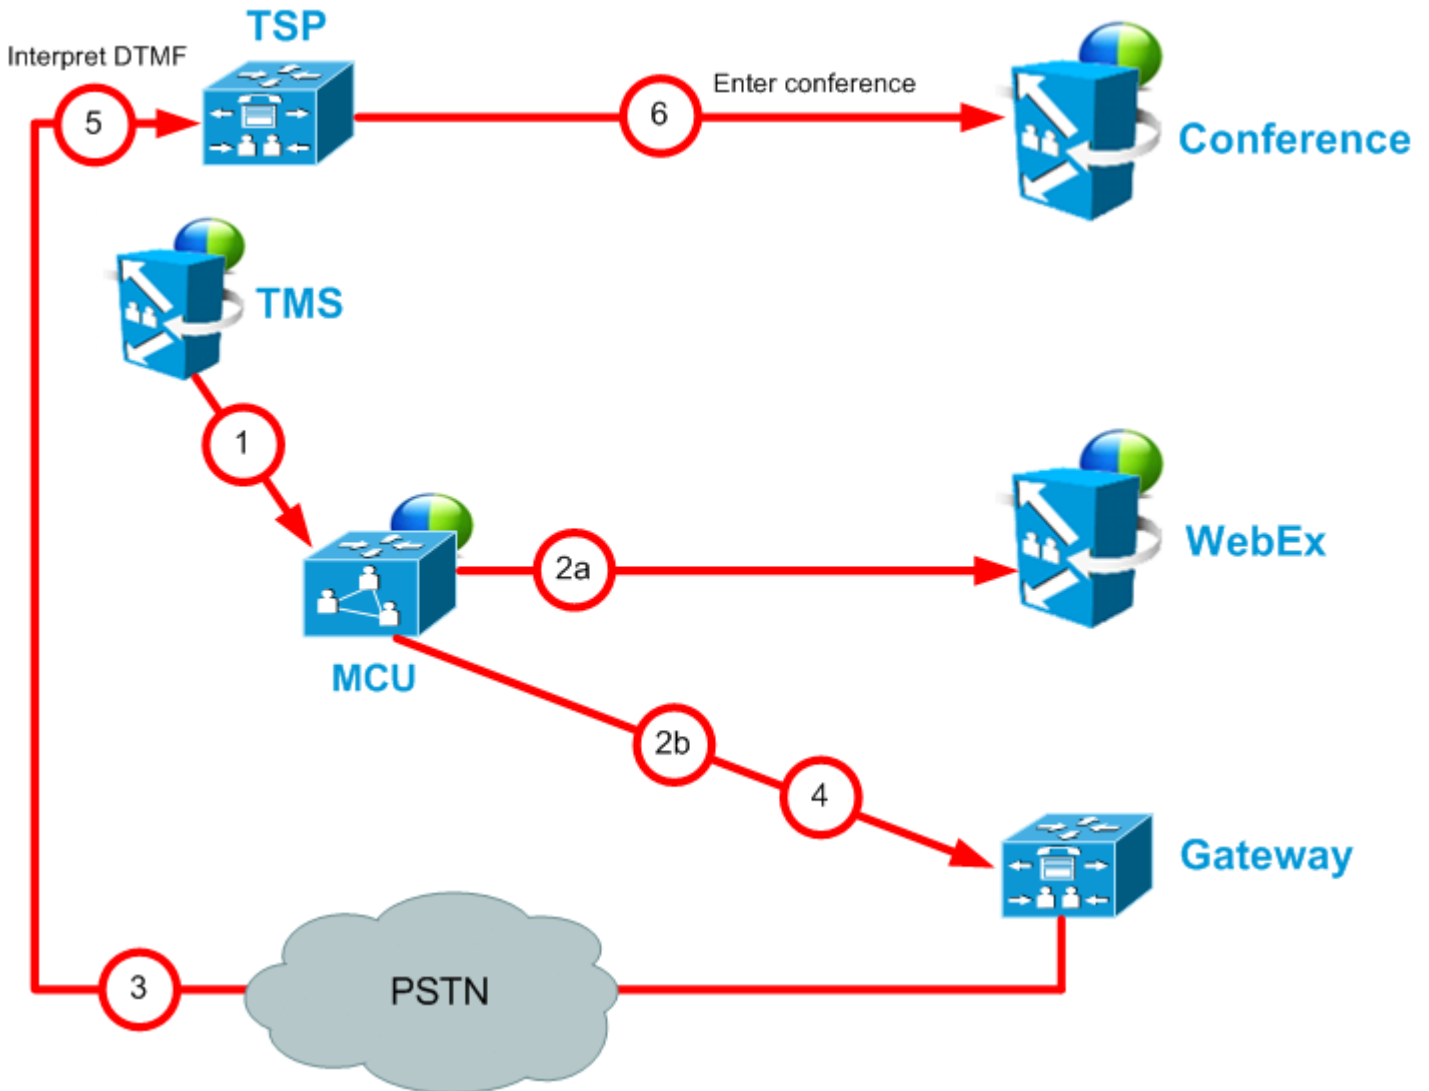 TSP
Interpret DTMF
5
6
Enter conference
Conference
TMS
1
2a
WebEx
MCU
2b
4
Gateway
3
PSTN